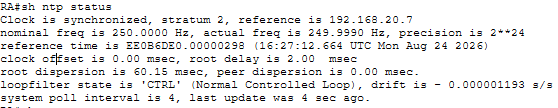 RA#sh ntp status
Clock is synchronized, stratum 2, reference is 192.168.20.7
nominal freq is 250.0000 Hz, actual freq is 249.9990 Hz, precision is 2**24
reference time is EE0B6DE0.00000298 (16:27:12.664 UTC Mon Aug 24 2026)
clock offset is 0.00 msec, root delay is 2.00  msec
root dispersion is 60.15 msec, peer dispersion is 0.00 msec.
loopfilter state is 'CTRL' (Normal Controlled Loop), drift is - 0.000001193 s/s
system poll interval is 4, last update was 4 sec ago.